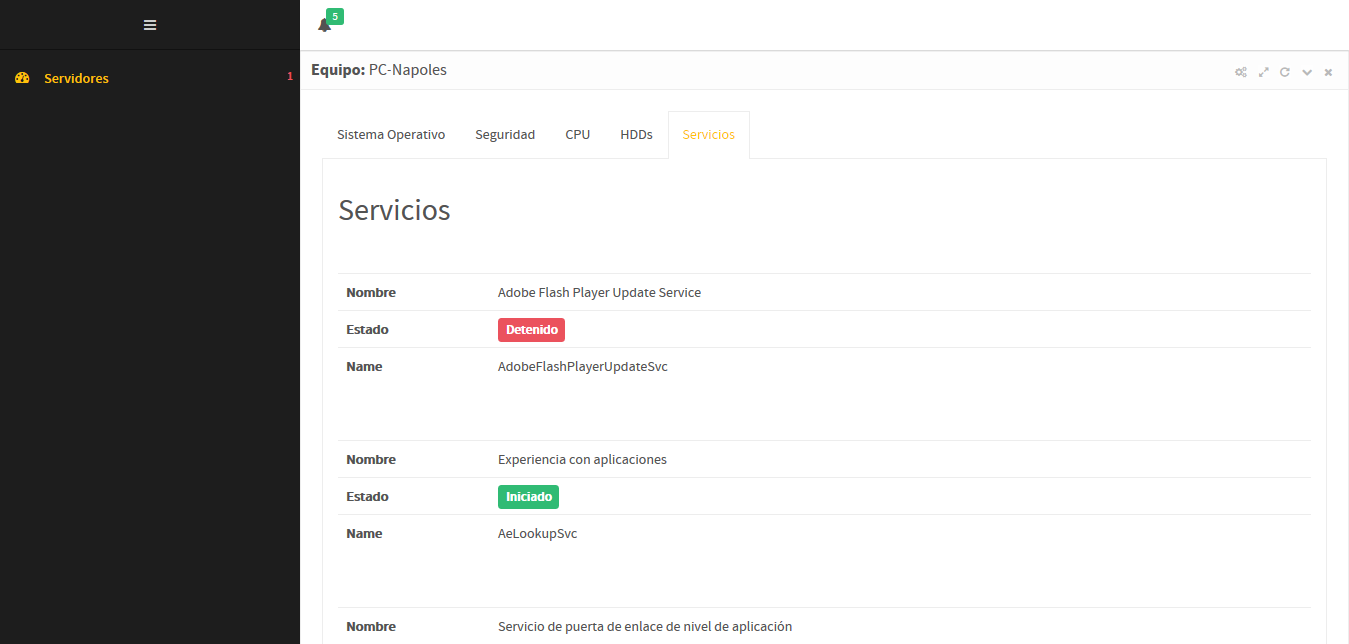 5
Servidores 1
Equipo: PC-Napoles
Sistema Operativo Seguridad CPU HDDs Servicios
Servicios
Nombre Adobe Flash Player Update Service
Estado Detenido
Name AdobeFlashPlayerUpdateSvc
Nombre Experiencia con aplicaciones
Estado Iniciado
Name AeLookupSvc
Nombre Servicio de puerta de enlace de nivel de aplicación